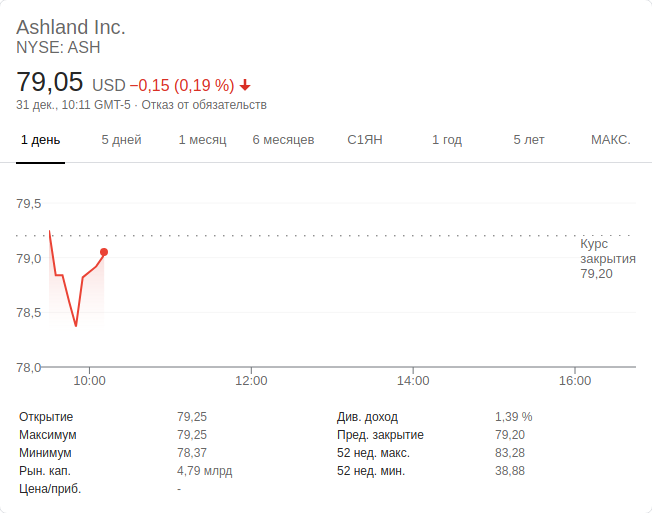 Ashland Inc.
NYSE: ASH
79,05 USD −0,15 (0,19 %)
31 дек., 10:11 GMT-5 · Отказ от обязательств
1 день 5 дней 1 месяц 6 месяцев С1ЯН 1 год 5 лет МАКС.
79,5
Курс
79,0 закрытия
79,20
78,5
78,0
10:00 12:00 14:00 16:00
Открытие 79,25 Див. доход 1,39 %
Максимум 79,25 Пред. закрытие 79,20
Минимум 78,37 52 нед. макс. 83,28
Рын. кап. 4,79 млрд 52 нед. мин. 38,88
Цена/приб. -